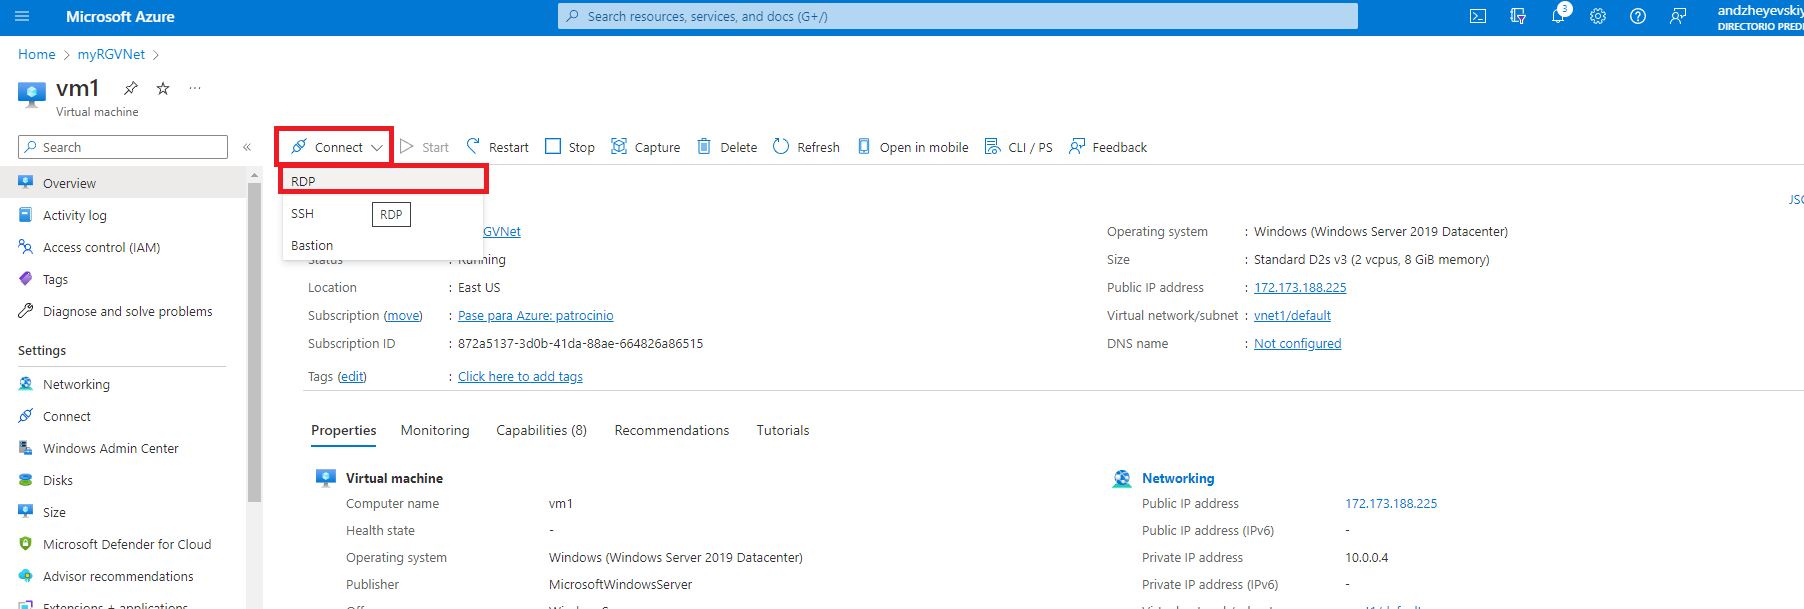 Microsoft Azure
Search resources, services, and docs (G+/)
3
andzheyevskiy
DIRECTORIO PREDE
Home > myRGVNet >
vm1
...
Virtual machine
Search
«
Connect
Start
Restart
Stop
Capture
Delete
Refresh
Open in mobile
CLI / PS
Feedback
RDP
SSH
RDP
Bastion
Overview
Activity log
Access control (IAM)
Tags
Diagnose and solve problems
Settings
Networking
Connect
Windows Admin Center
Disks
Size
Microsoft Defender for Cloud
Advisor recommendations
Extensions + applications
JSO
GVNet
Status : Running
Location : East US
Subscription (move) : Pase para Azure: patrocinio
Subscription ID : 872a5137-3d0b-41da-88ae-664826a86515
Tags (edit) : Click here to add tags
Operating system : Windows (Windows Server 2019 Datacenter)
Size : Standard D2s v3 (2 vcpus, 8 GiB memory)
Public IP address : 172.173.188.225
Virtual network/subnet : vnet1/default
DNS name : Not configured
Properties Monitoring Capabilities (8) Recommendations Tutorials
Virtual machine
Computer name vm1
Health state -
Operating system Windows (Windows Server 2019 Datacenter)
Publisher MicrosoftWindowsServer
Networking
Public IP address 172.173.188.225
Public IP address (IPv6) -
Private IP address 10.0.0.4
Private IP address (IPv6) -